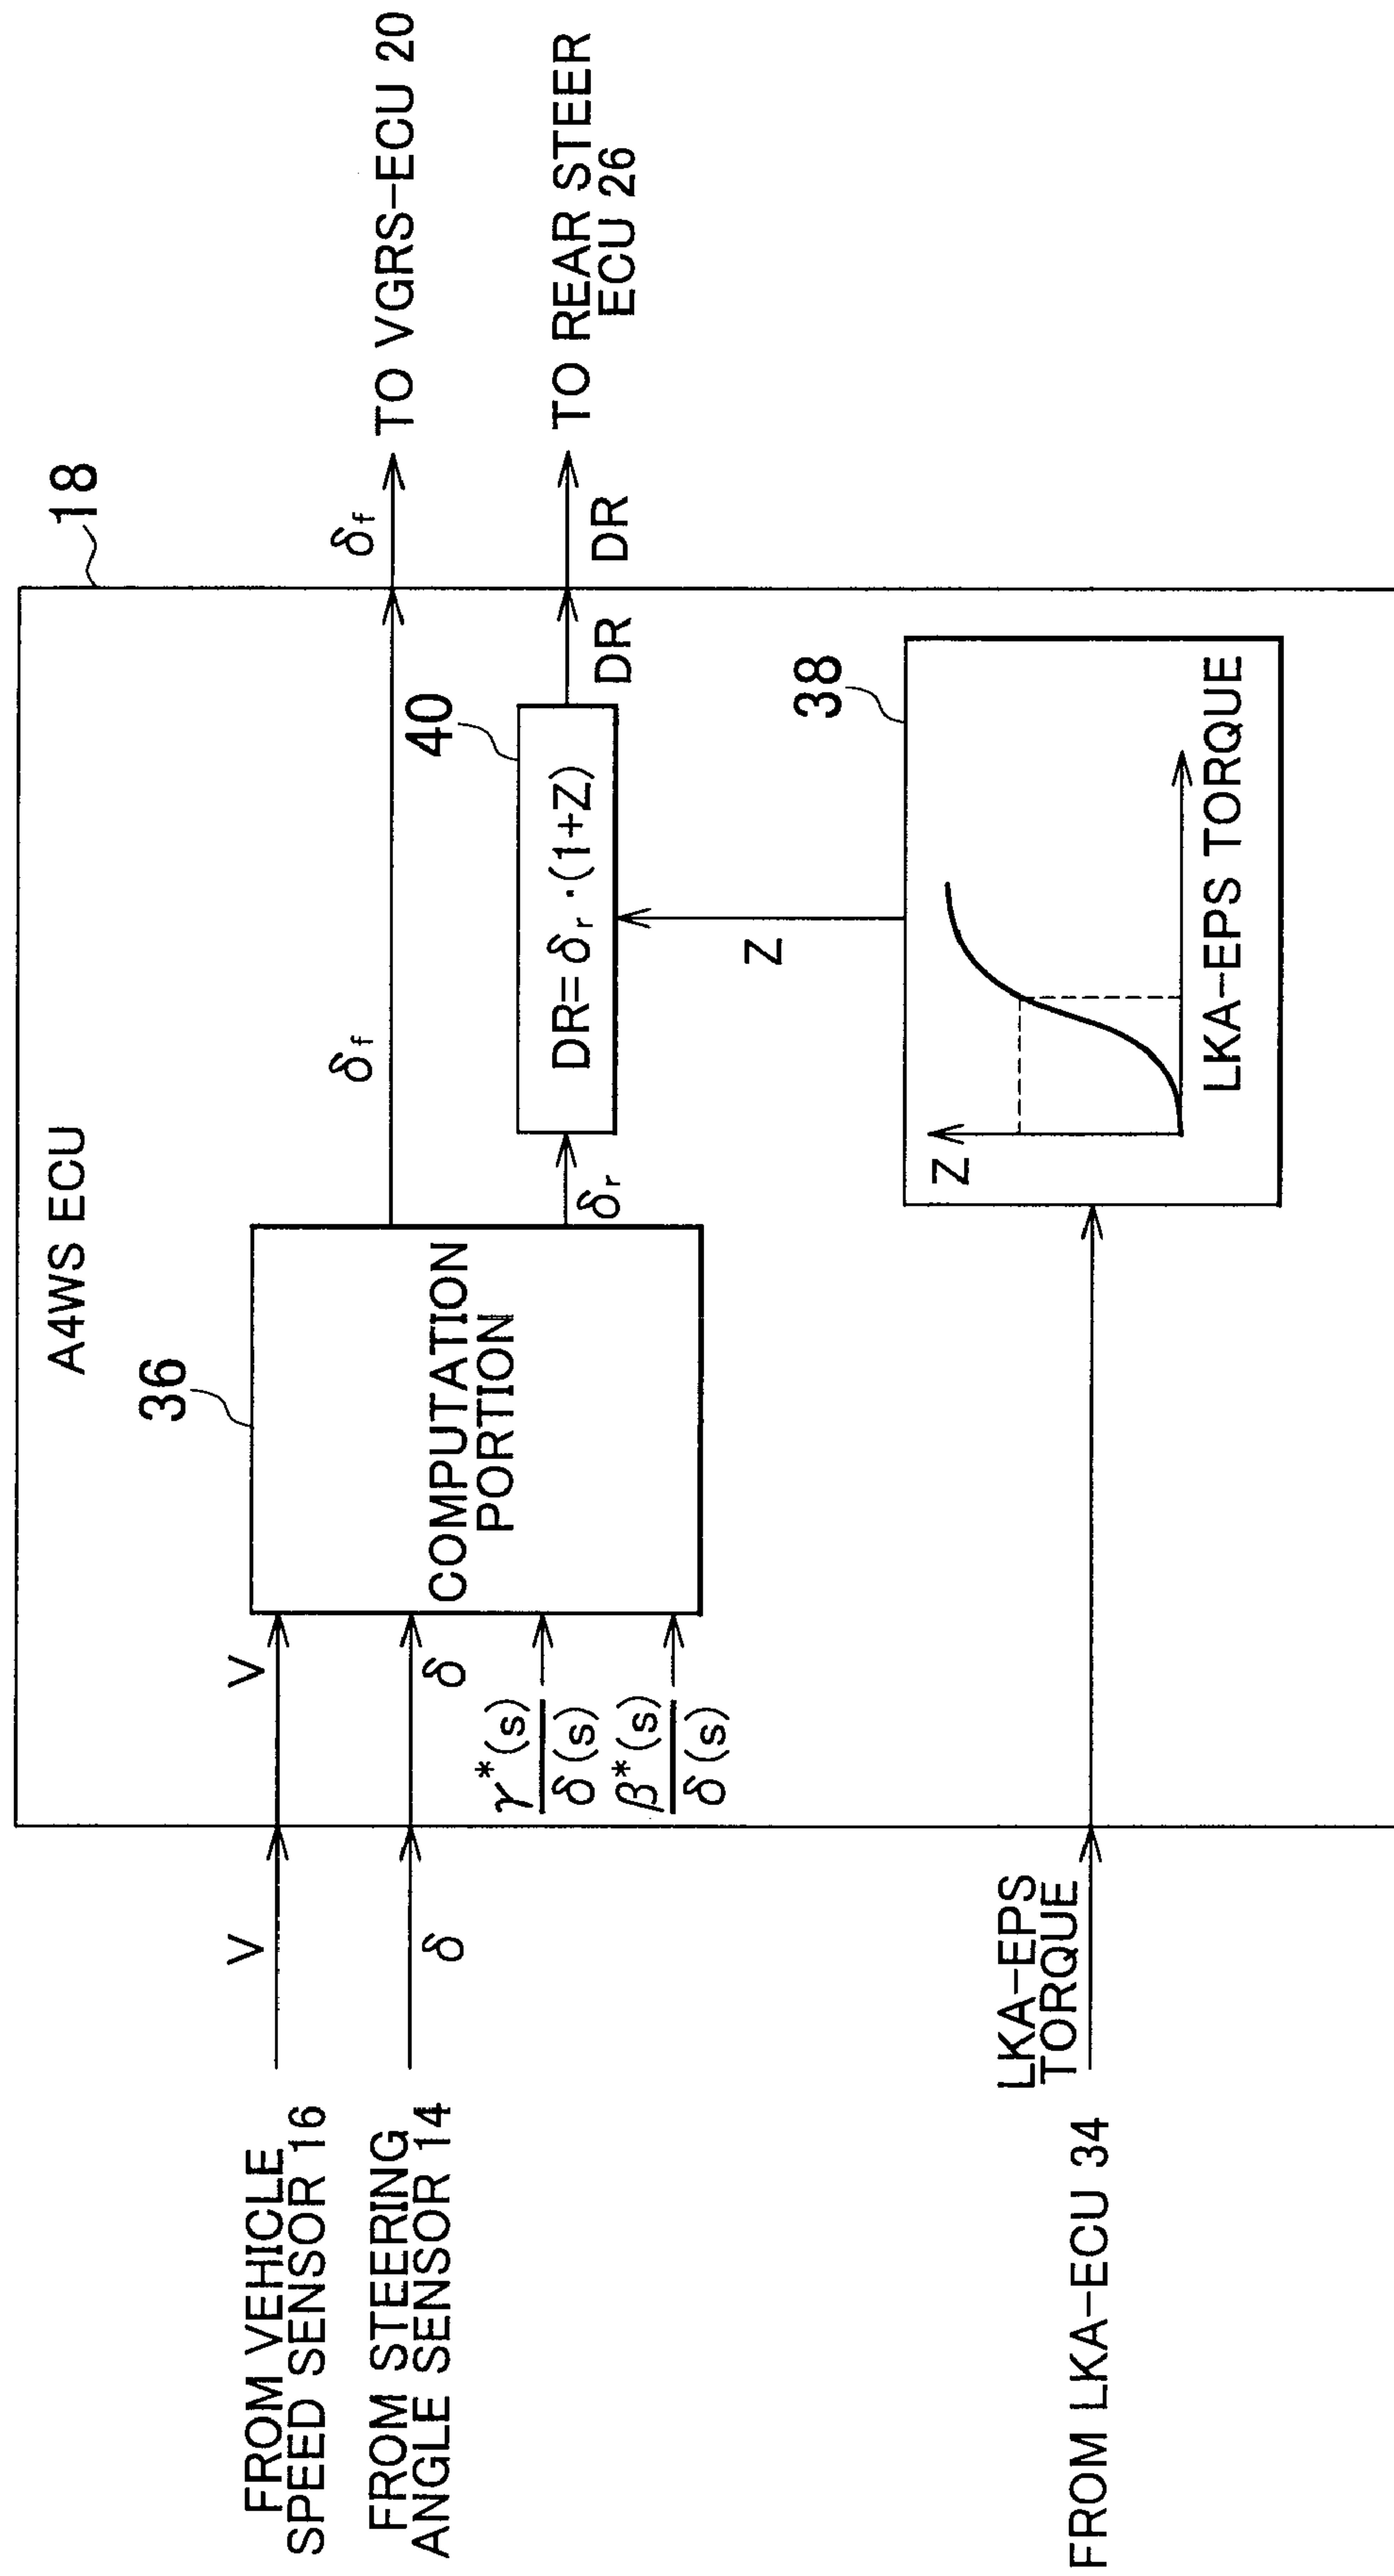 A4WS ECU
18
FROM VEHICLE
SPEED SENSOR 16
V
V
FROM STEERING
ANGLE SENSOR 14
δ
δ
γ*(s)
δ(s)
β*(s)
δ(s)
36
COMPUTATION
PORTION
δf
δf
TO VGRS-ECU 20
δr
40
DR=δr·(1+Z)
DR
DR
TO REAR STEER
ECU 26
Z
38
Z
LKA-EPS TORQUE
LKA-EPS
TORQUE
FROM LKA-ECU 34